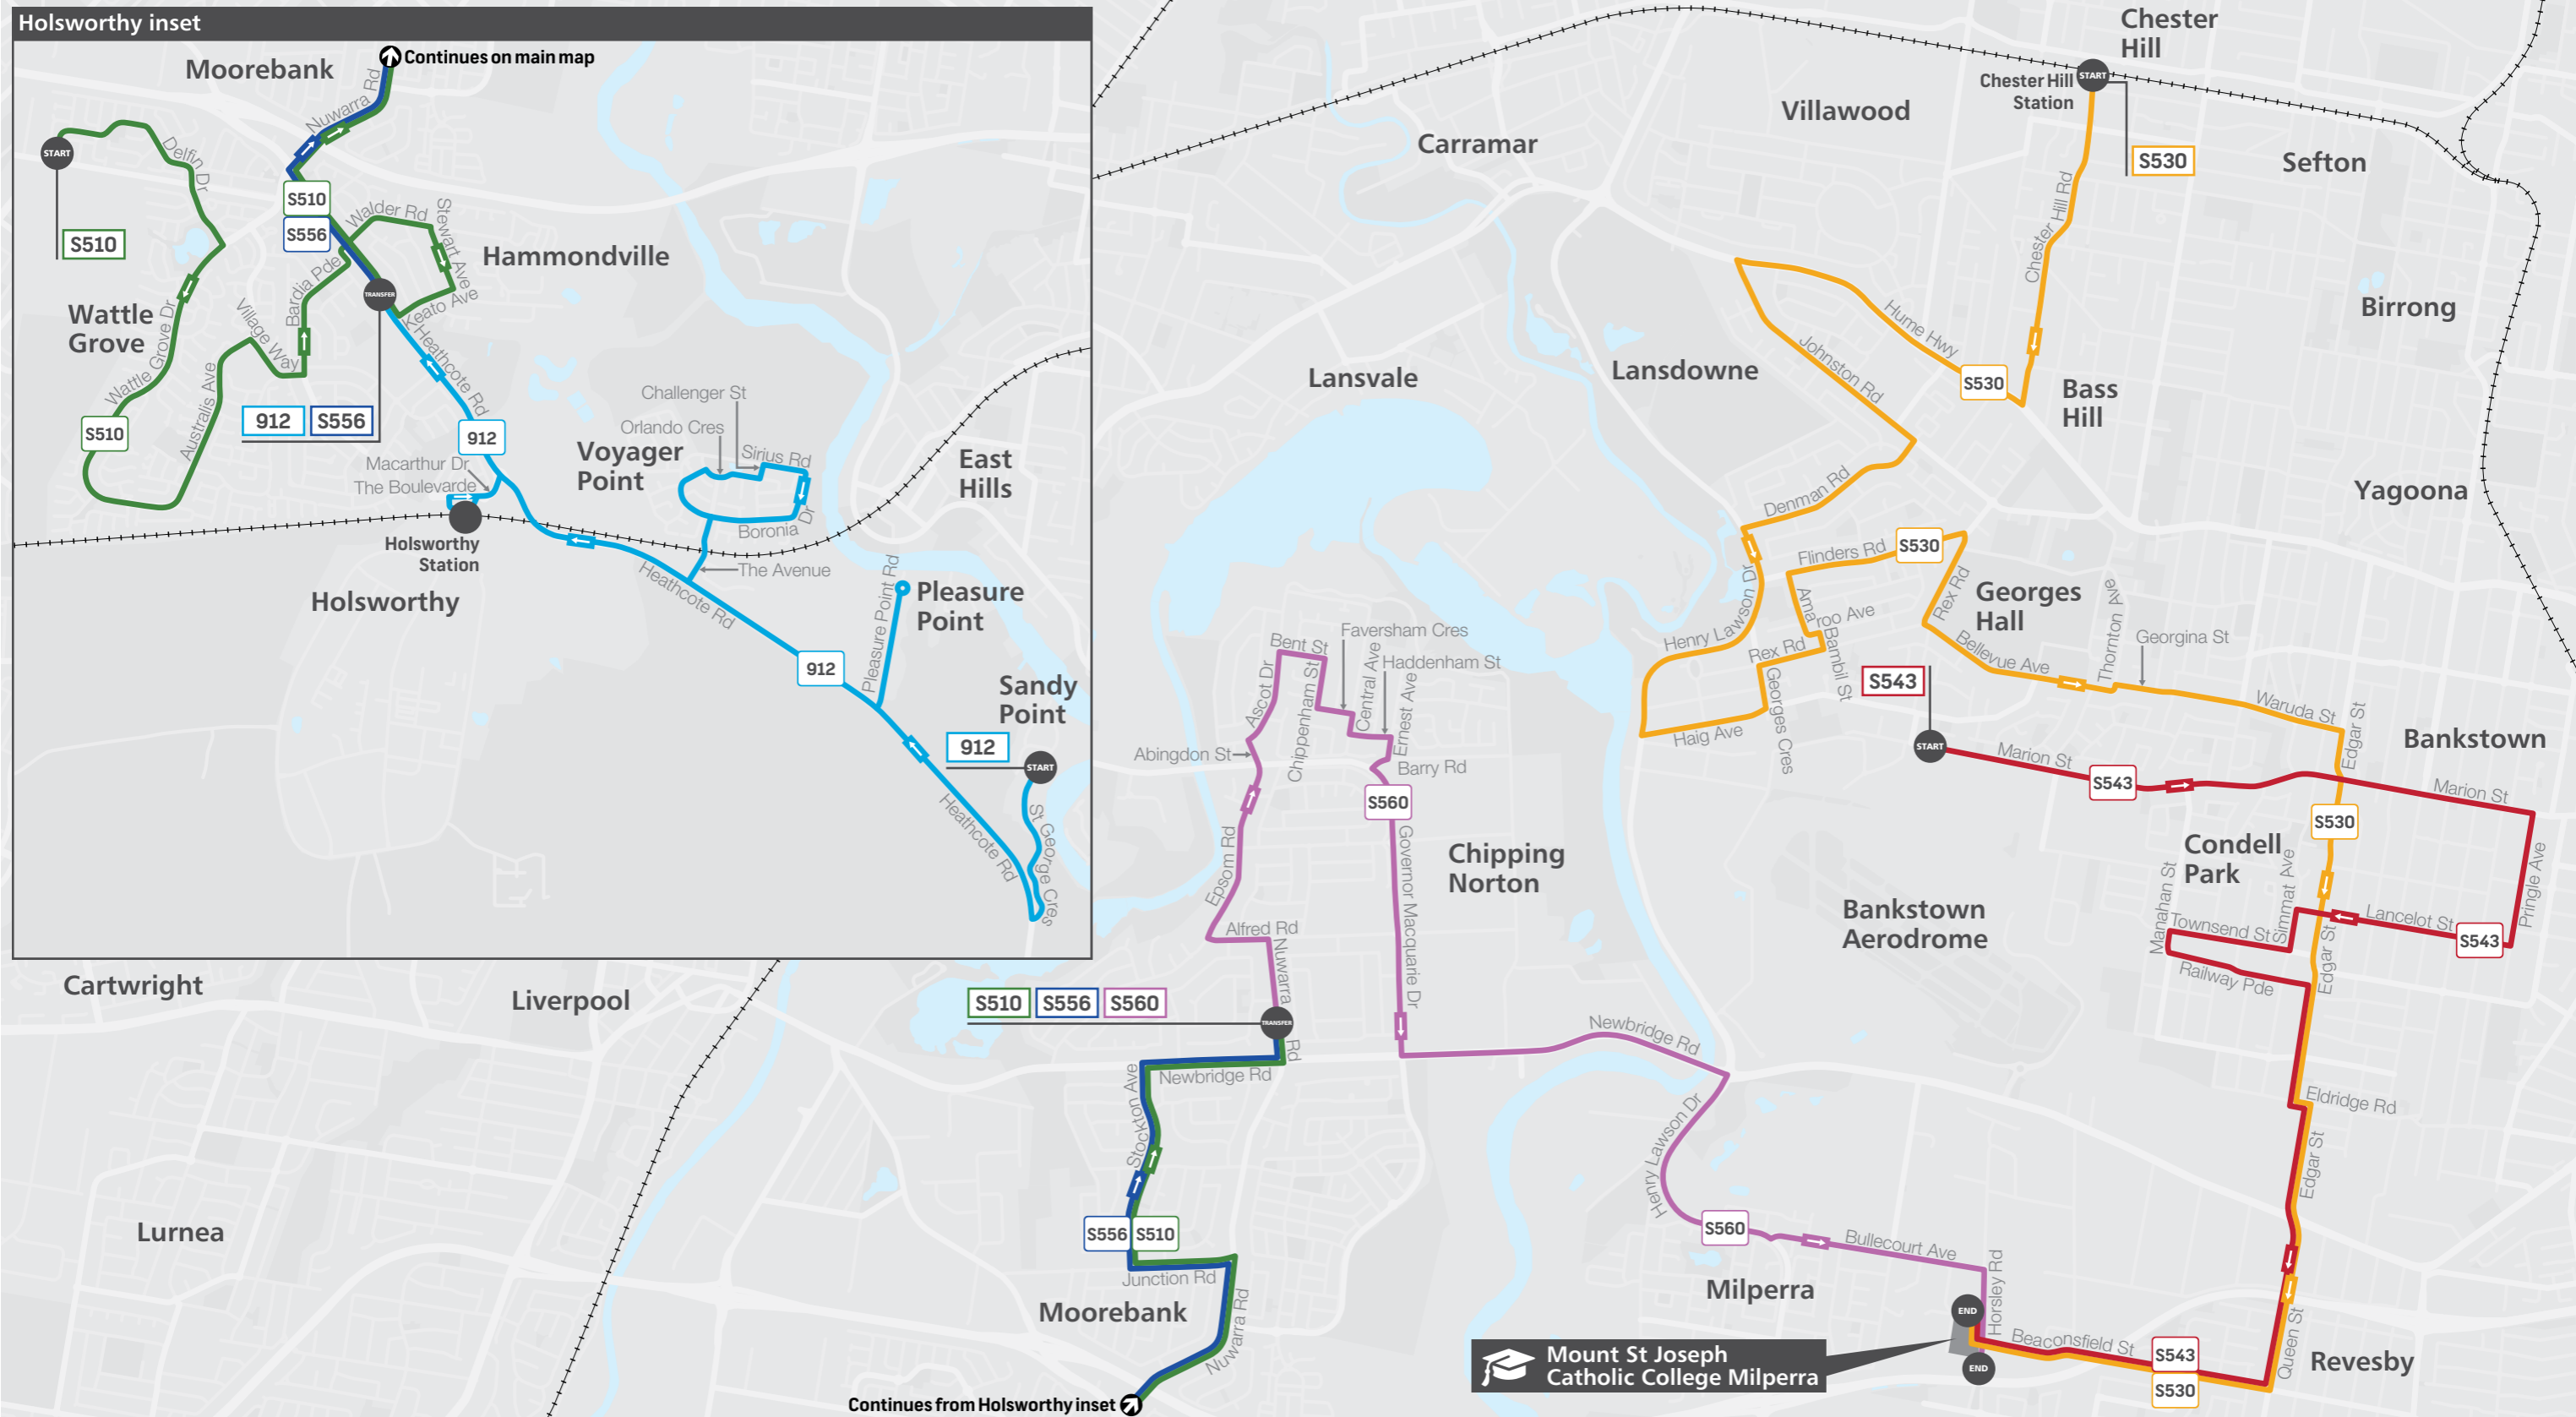 Holsworthy inset
Continues on main map
Moorebank
Nuwarra Rd
START
Delfin Dr
S510
S510
S556
Walder Rd
Stewart Ave
Hammondville
Bardia Pde
TRANSFER
Keato Ave
Wattle
Grove
Wattle Grove Dr
Village Way
Heathcote Rd
Australis Ave
S510
912
S556
912
Macarthur Dr
The Boulevarde
Holsworthy
Station
Holsworthy
Challenger St
Orlando Cres
Sirius Rd
Voyager
Point
Boronia Dr
The Avenue
East
Hills
Heathcote Rd
Pleasure Point Rd
Pleasure
Point
912
Sandy
Point
912
START
St George Cres
Heathcote Rd
Chester
Hill
START
Chester Hill
Station
S530
Villawood
Carramar
Sefton
Chester Hill Rd
Birrong
Hume Hwy
Johnston Rd
S530
Lansdowne
Lansvale
Bass
Hill
Yagoona
Denman Rd
Flinders Rd
S530
Rex Rd
Georges
Hall
Henry Lawson Dr
Amaroo Ave
Bambil St
Rex Rd
Georges Cres
Haig Ave
Bellevue Ave
Thornton Ave
Georgina St
Waruda St
Edgar St
Bankstown
S543
START
Marion St
S543
Marion St
S530
Condell
Park
Pringle Ave
Manahan St
Simmat Ave
Townsend St
Lancelot St
S543
Railway Pde
Edgar St
Eldridge Rd
Edgar St
Bankstown
Aerodrome
Bent St
Faversham Cres
Ascot Dr
Chippenham St
Central Ave
Haddenham St
Ernest Ave
Abingdon St
Barry Rd
S560
Epsom Rd
Governor Macquarie Dr
Chipping
Norton
Alfred Rd
Nuwarra Rd
S510
S556
S560
TRANSFER
Newbridge Rd
Newbridge Rd
Stockton Ave
Cartwright
Liverpool
Lurnea
S556
S510
Junction Rd
Moorebank
Nuwarra Rd
Continues from Holsworthy inset
Henry Lawson Dr
S560
Bullecourt Ave
Milperra
Horsley Rd
END
END
Mount St Joseph
Catholic College Milperra
Beaconsfield St
S543
S530
Queen St
Revesby